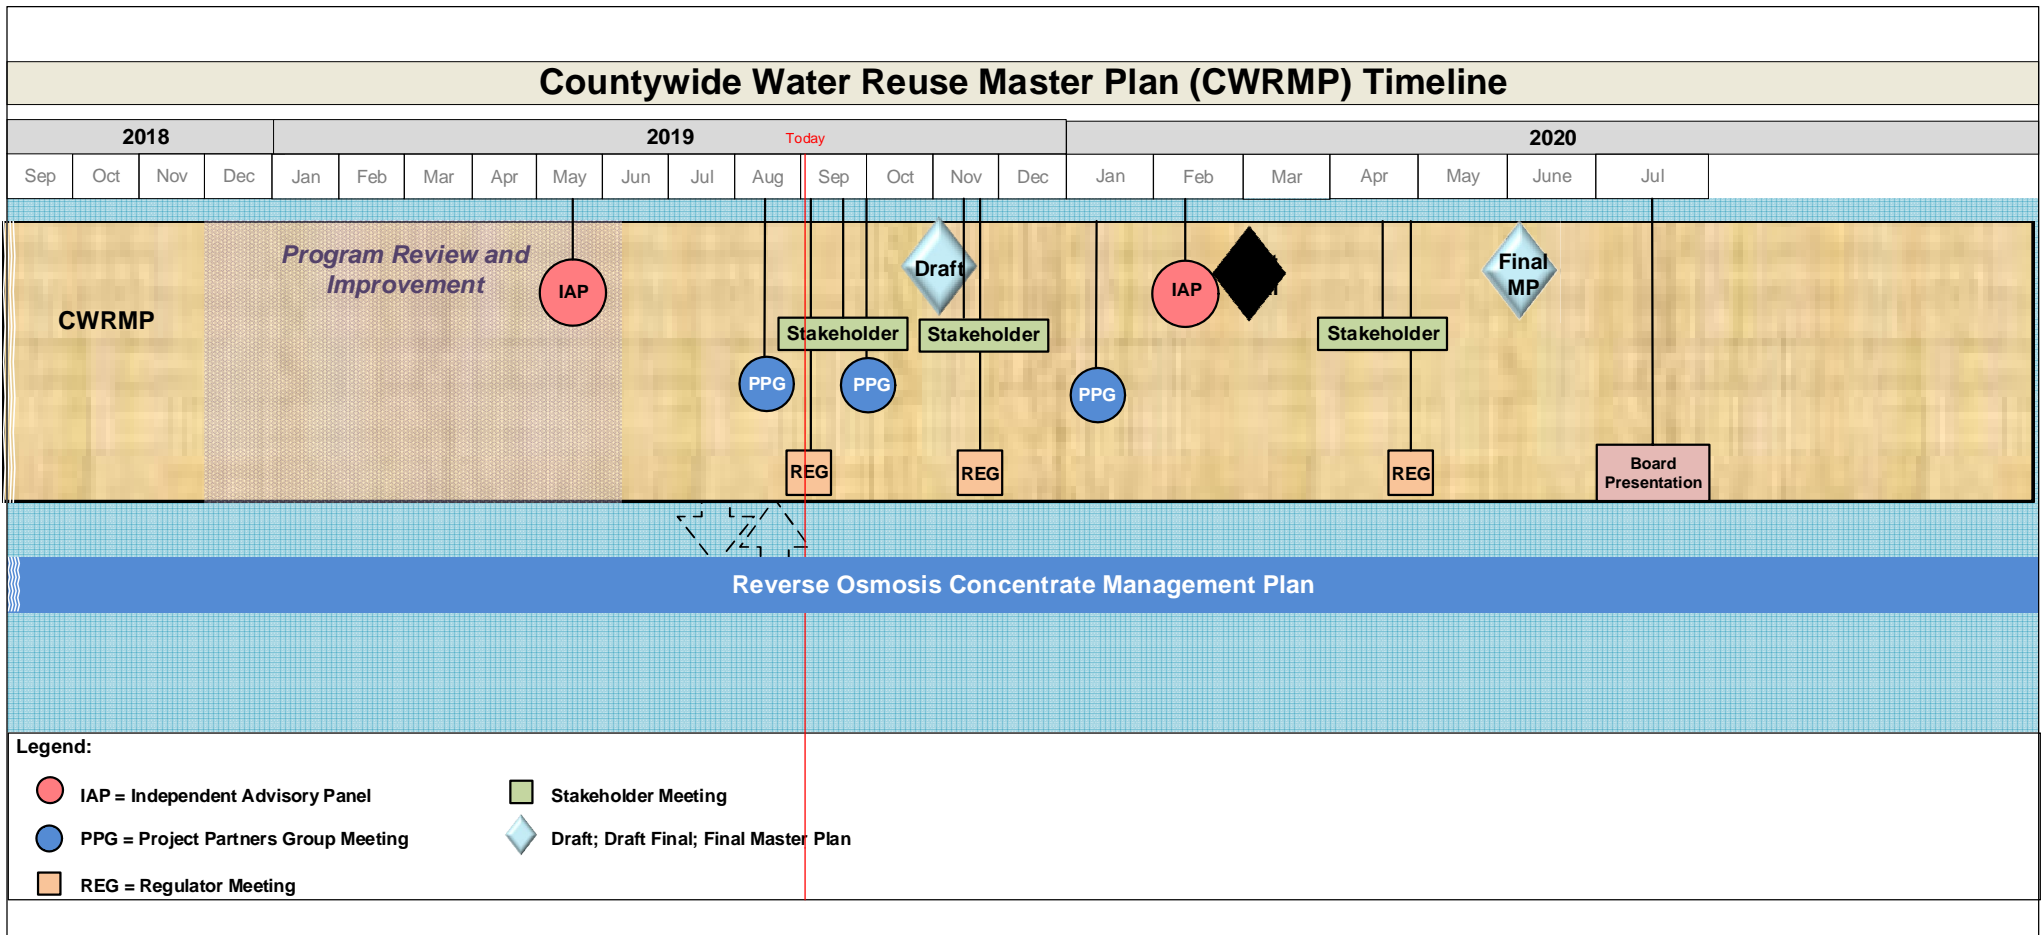 Countywide Water Reuse Master Plan (CWRMP) Timeline
2018 2019 Today 2020
Sep Oct Nov Dec Jan Feb Mar Apr May Jun Jul Aug Sep Oct Nov Dec Jan Feb Mar Apr May June Jul
Program Review and
Improvement
CWRMP
IAP
Draft
IAP
Final
MP
Stakeholder
Stakeholder
Stakeholder
PPG
PPG
PPG
REG
REG
REG
Board
Presentation
Reverse Osmosis Concentrate Management Plan
Legend:
IAP = Independent Advisory Panel
Stakeholder Meeting
PPG = Project Partners Group Meeting
Draft; Draft Final; Final Master Plan
REG = Regulator Meeting